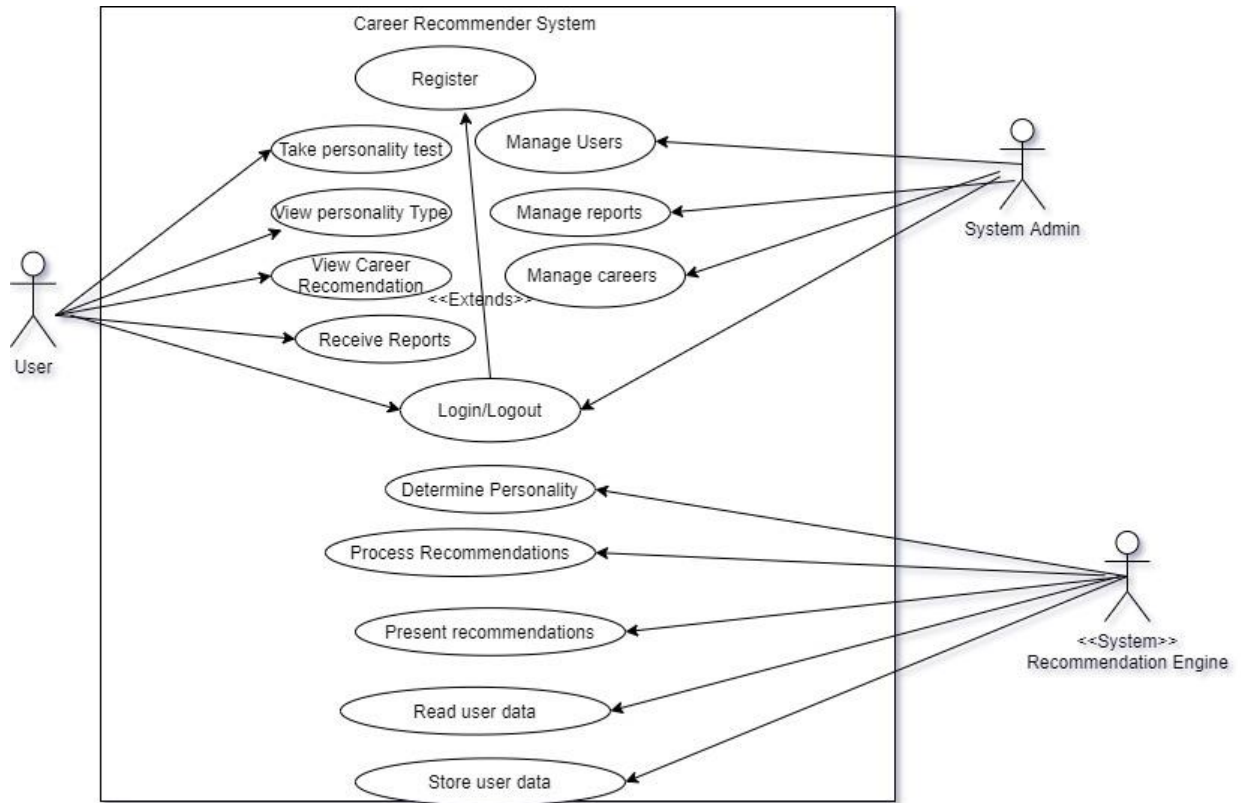 Career Recommender System
Register
Take personality test
Manage Users
View personality Type
Manage reports
System Admin
View Career
Recomendation
Manage careers
<<Extends>>
Receive Reports
User
Login/Logout
Determine Personality
Process Recommendations
Present recommendations
<<System>>
Recommendation Engine
Read user data
Store user data